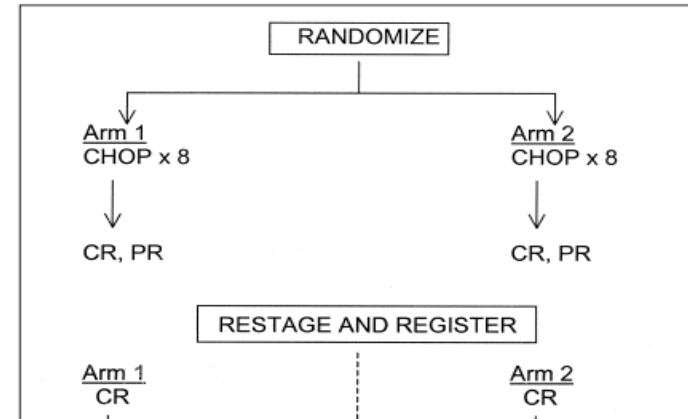 RANDOMIZE
Arm 1
CHOP x 8
Arm 2
CHOP x 8
CR, PR
CR, PR
RESTAGE AND REGISTER
Arm 1
CR
Arm 2
CR